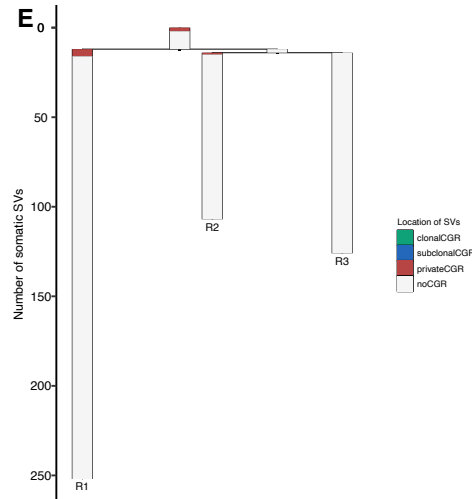 E
0
50
100
150
200
250
Number of somatic SVs
R1
R2
R3
Location of SVs
clonalCGR
subclonalCGR
privateCGR
noCGR